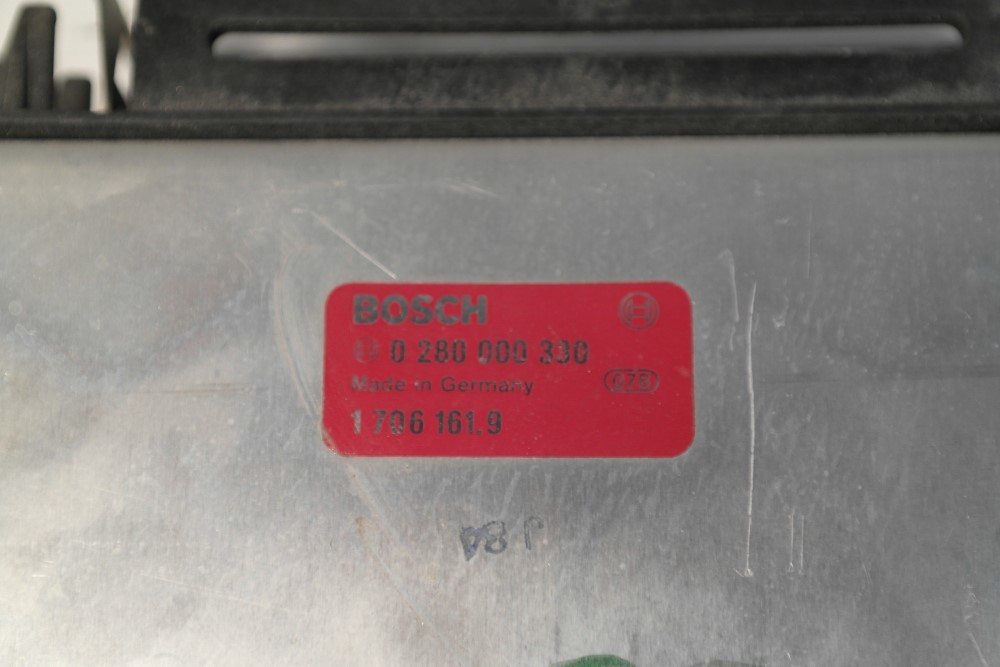 BOSCH
0 280 000 330
Made in Germany
1 706 161.9